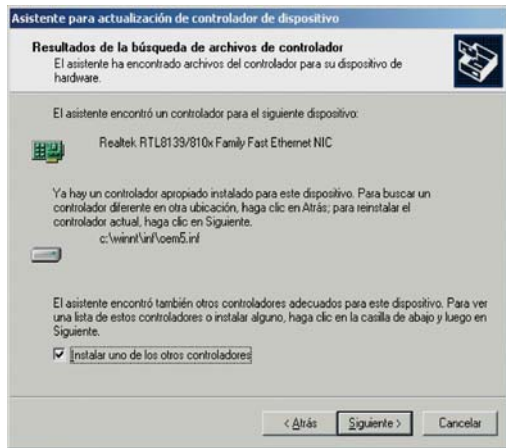 Asistente para actualización de controlador de dispositivo
Resultados de la búsqueda de archivos de controlador
El asistente ha encontrado archivos del controlador para su dispositivo de
hardware.
El asistente encontró un controlador para el siguiente dispositivo:
Realtek RTL8139/810x Family Fast Ethernet NIC
Ya hay un controlador apropiado instalado para este dispositivo. Para buscar un
controlador diferente en otra ubicación, haga clic en Atrás; para reinstalar el
controlador actual, haga clic en Siguiente.
c:\winnt\inf\oem5.inf
El asistente encontró también otros controladores adecuados para este dispositivo. Para ver
una lista de estos controladores o instalar alguno, haga clic en la casilla de abajo y luego en
Siguiente.
Instalar uno de los otros controladores
< Atrás Siguiente > Cancelar